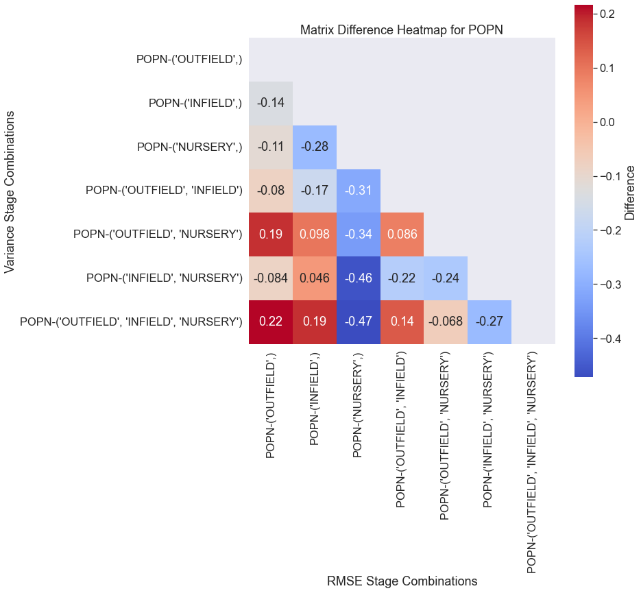 Matrix Difference Heatmap for POPN
Variance Stage Combinations
POPN-('OUTFIELD',)
POPN-('INFIELD',)
-0.14
POPN-('NURSERY',)
-0.11 -0.28
POPN-('OUTFIELD', 'INFIELD')
-0.08 -0.17 -0.31
POPN-('OUTFIELD', 'NURSERY')
0.19 0.098 -0.34 0.086
POPN-('INFIELD', 'NURSERY')
-0.084 0.046 -0.46 -0.22 -0.24
POPN-('OUTFIELD', 'INFIELD', 'NURSERY')
0.22 0.19 -0.47 0.14 -0.068 -0.27
POPN-('OUTFIELD',)
POPN-('INFIELD',)
POPN-('NURSERY',)
POPN-('OUTFIELD', 'INFIELD')
POPN-('OUTFIELD', 'NURSERY')
POPN-('INFIELD', 'NURSERY')
POPN-('OUTFIELD', 'INFIELD', 'NURSERY')
RMSE Stage Combinations
0.2
0.1
0.0
-0.1
-0.2
-0.3
-0.4
Difference